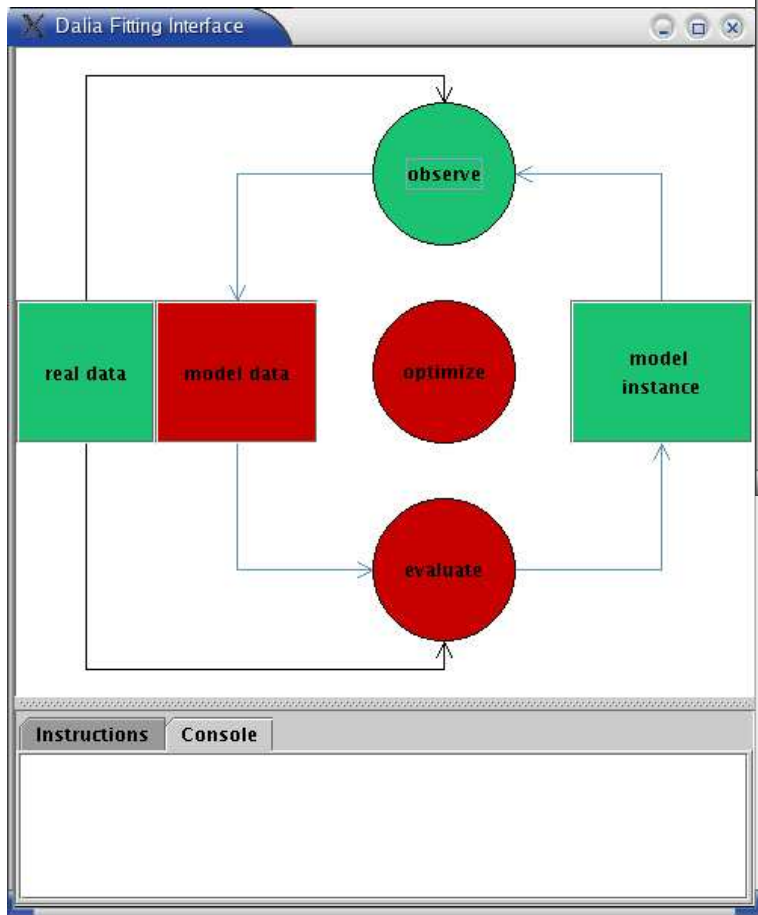 Dalia Fitting Interface
observe
real data
model data
optimize
model
instance
evaluate
Instructions
Console